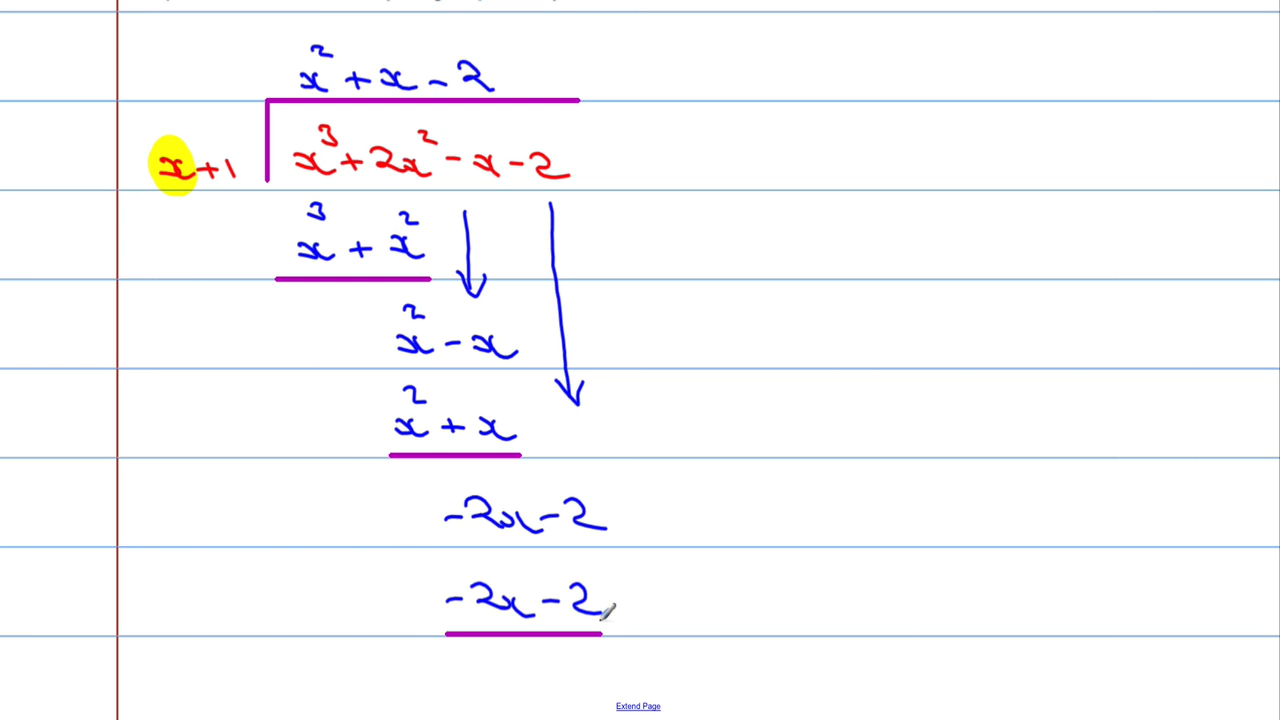 x² + x - 2
x + 1 x³ + 2x² - x - 2
x³ + x²
x² - x
x² + x
-2x - 2
-2x - 2
Extend Page